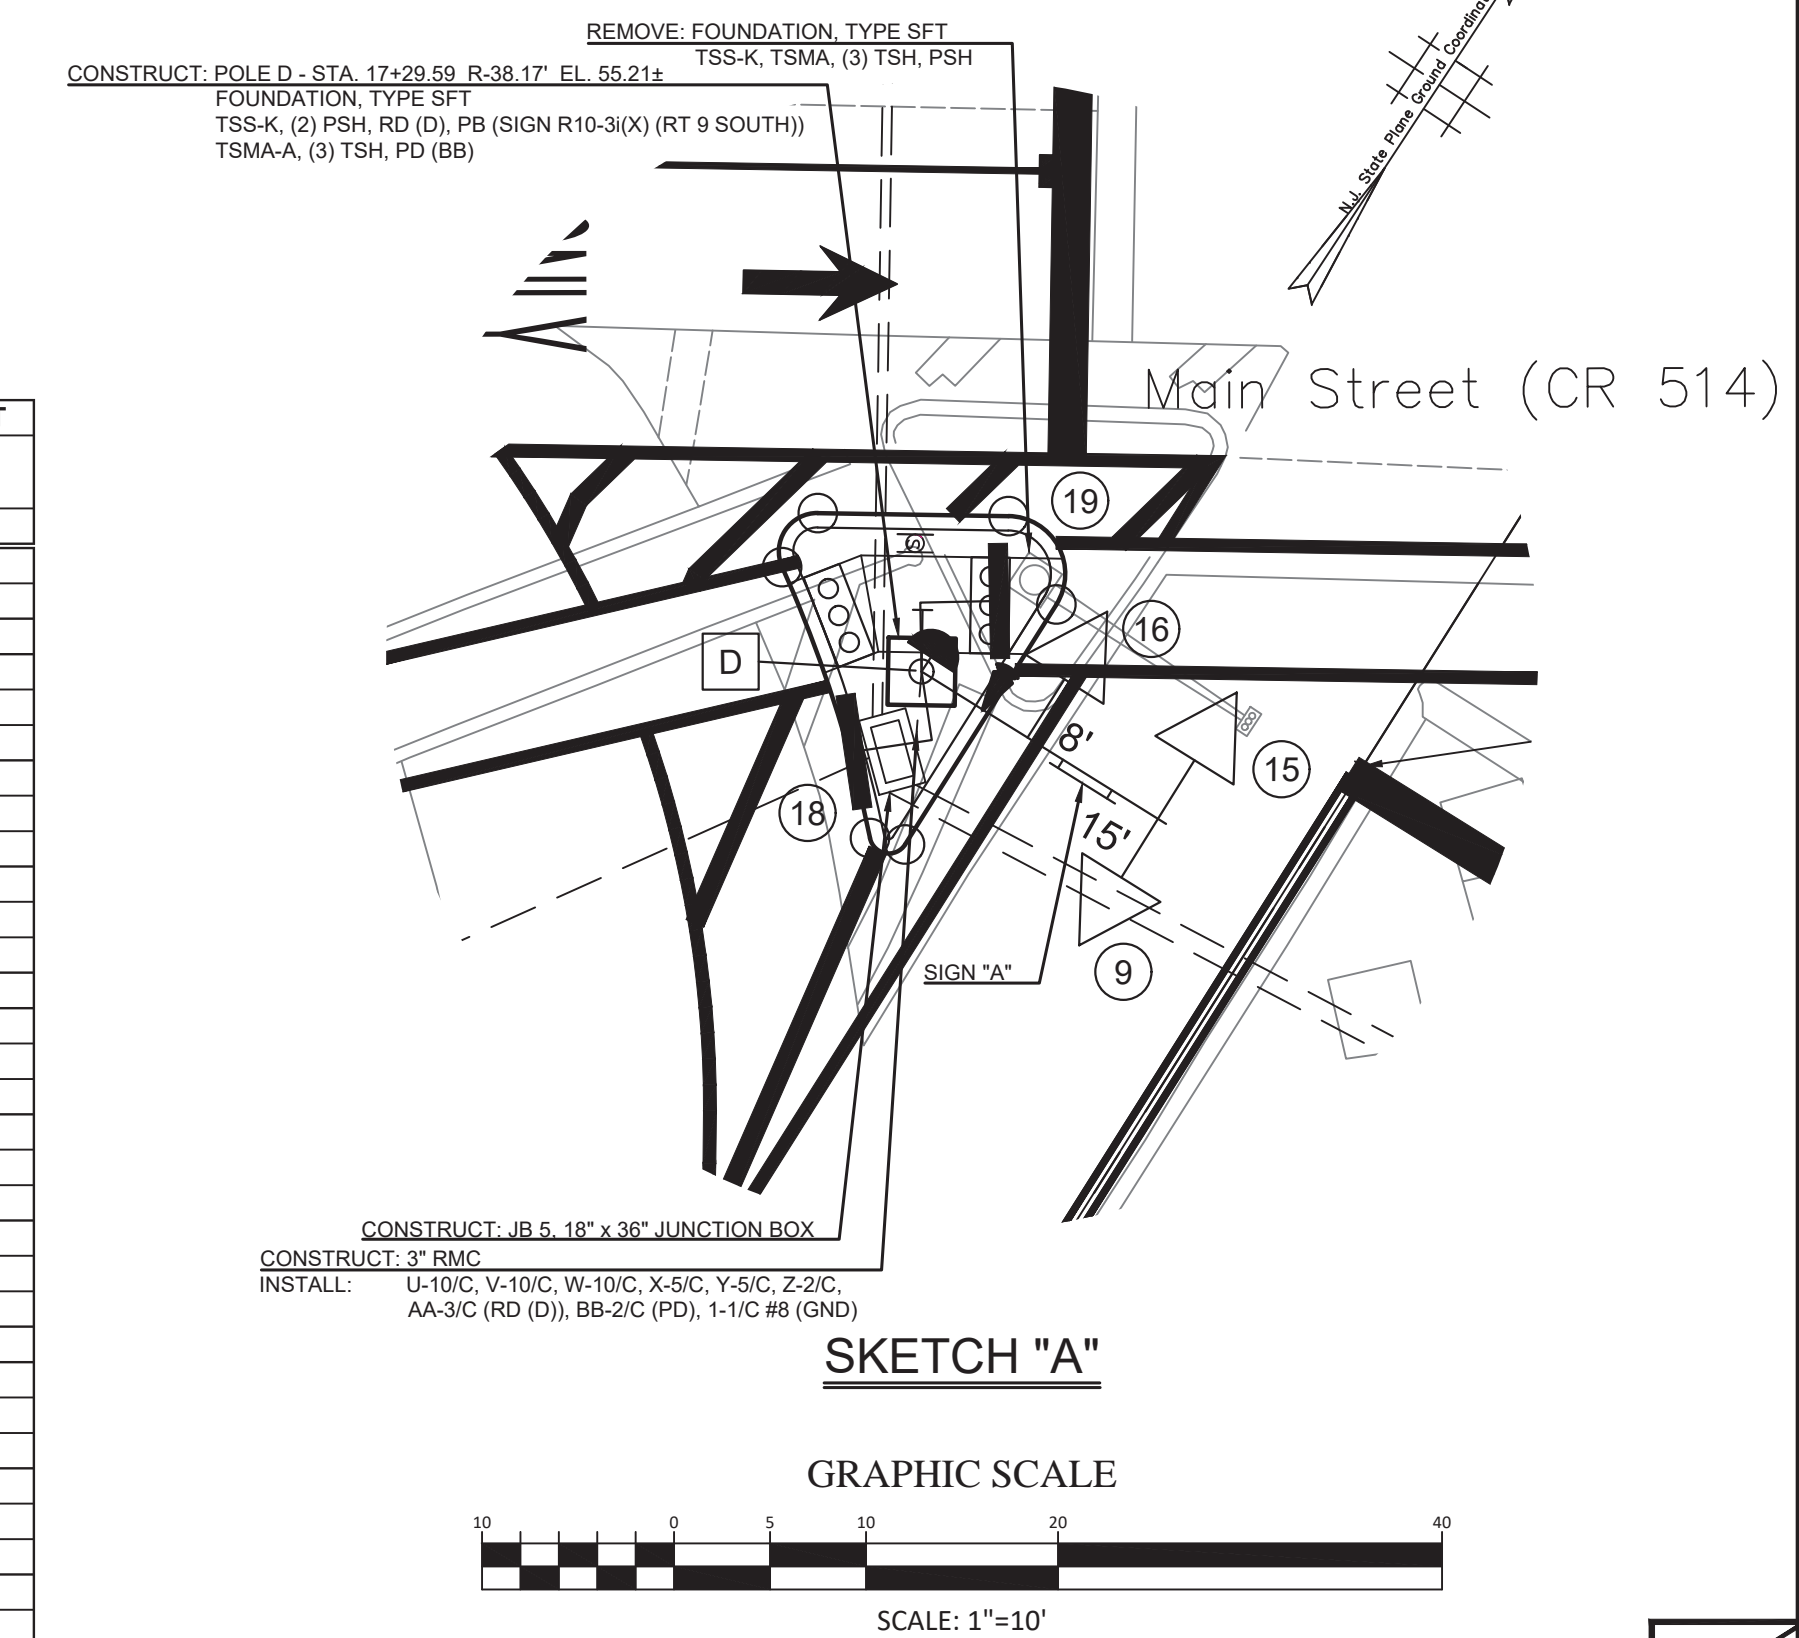 REMOVE: FOUNDATION, TYPE SFT
TSS-K, TSMA, (3) TSH, PSH
CONSTRUCT: POLE D - STA. 17+29.59 R-38.17' EL. 55.21±
FOUNDATION, TYPE SFT
TSS-K, (2) PSH, RD (D), PB (SIGN R10-3i(X) (RT 9 SOUTH))
TSMA-A, (3) TSH, PD (BB)
N.J. State Plane Ground
Main Street (CR 514)
19
S
16
D
8'
15
18
15'
SIGN "A"
9
CONSTRUCT: JB 5, 18" x 36" JUNCTION BOX
CONSTRUCT: 3" RMC
INSTALL: U-10/C, V-10/C, W-10/C, X-5/C, Y-5/C, Z-2/C,
AA-3/C (RD (D)), BB-2/C (PD), 1-1/C #8 (GND)
SKETCH "A"
GRAPHIC SCALE
10 0 5 10 20 40
SCALE: 1"=10'